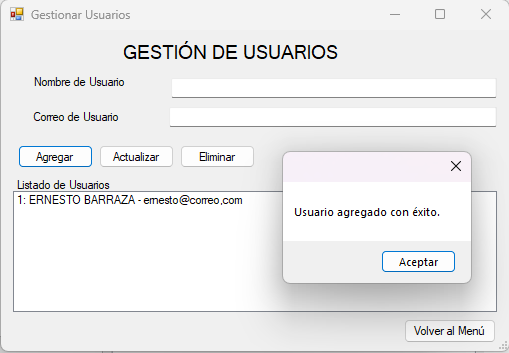 Gestionar Usuarios
GESTIÓN DE USUARIOS
Nombre de Usuario
Correo de Usuario
Agregar
Actualizar
Eliminar
Listado de Usuarios
1: ERNESTO BARRAZA - ernesto@correo,com
Usuario agregado con éxito.
Aceptar
Volver al Menú